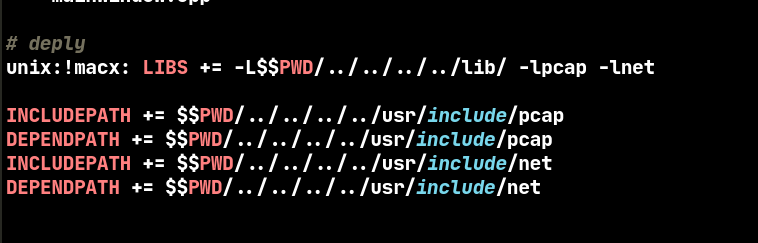 # deply
unix:!macx: LIBS += -L$$PWD/../../../../lib/ -lpcap -lnet
INCLUDEPATH += $$PWD/../../../../usr/include/pcap
DEPENDPATH += $$PWD/../../../../usr/include/pcap
INCLUDEPATH += $$PWD/../../../../usr/include/net
DEPENDPATH += $$PWD/../../../../usr/include/net